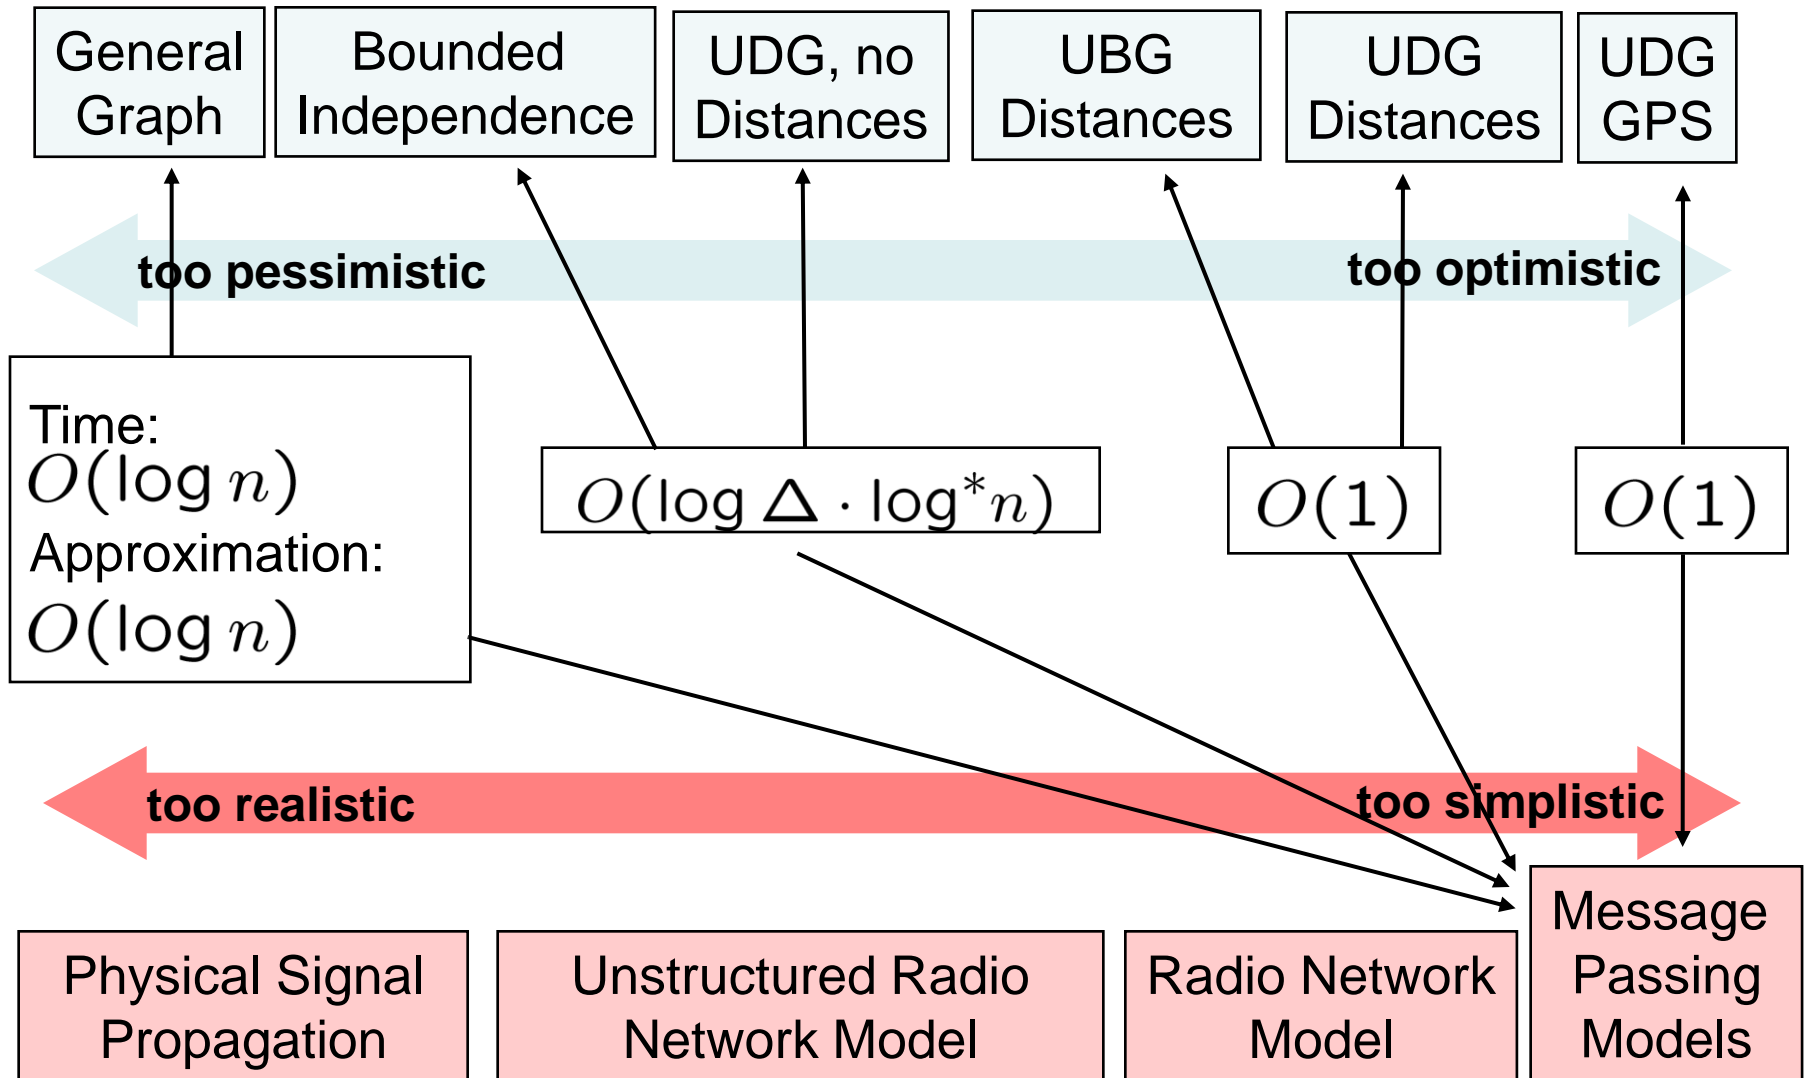 General
Graph
Bounded
Independence
UDG, no
Distances
UBG
Distances
UDG
Distances
UDG
GPS
too pessimistic
too optimistic
Time:
O(log n)
Approximation:
O(log n)
O(log Δ · log*n)
O(1)
O(1)
too realistic
too simplistic
Physical Signal
Propagation
Unstructured Radio
Network Model
Radio Network
Model
Message
Passing
Models